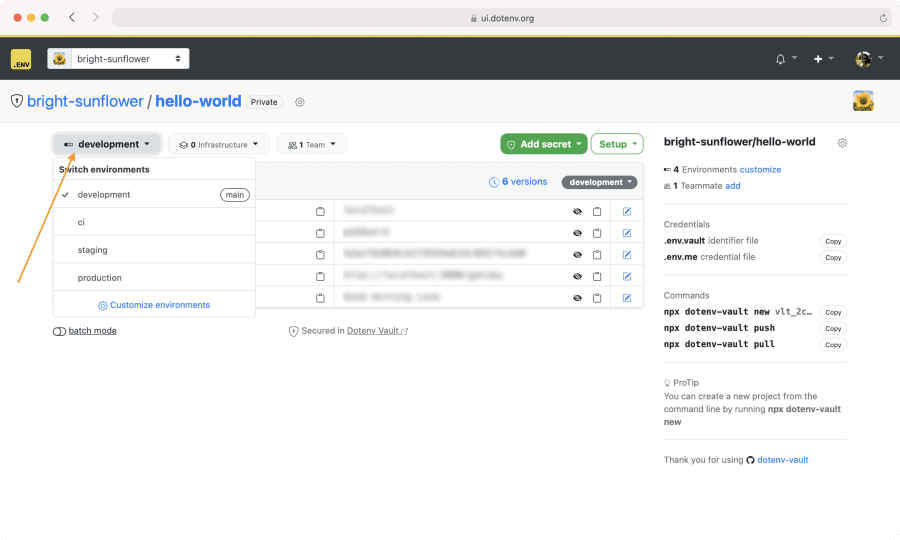 ui.dotenv.org
.ENV
bright-sunflower
bright-sunflower / hello-world Private
development
0 Infrastructure
1 Team
Add secret
Setup
Switch environments
development main
ci
staging
production
Customize environments
6 versions
development
batch mode
Secured in Dotenv Vault
bright-sunflower/hello-world
4 Environments customize
1 Teammate add
Credentials
.env.vault identifier file Copy
.env.me credential file Copy
Commands
npx dotenv-vault new vlt_2c… Copy
npx dotenv-vault push Copy
npx dotenv-vault pull Copy
ProTip
You can create a new project from the
command line by running npx dotenv-vault
new
Thank you for using dotenv-vault